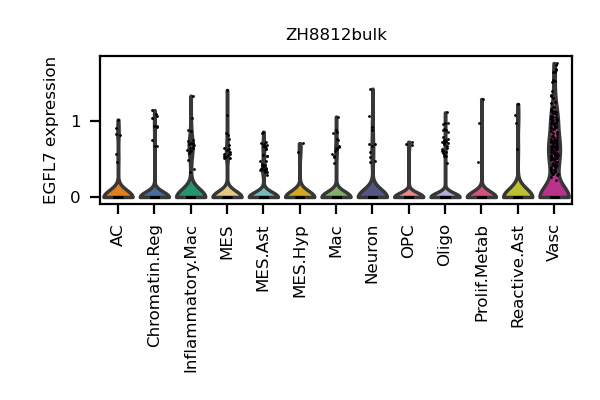 ZH8812bulk
EGFL7 expression
1
0
AC
Chromatin.Reg
Inflammatory.Mac
MES
MES.Ast
MES.Hyp
Mac
Neuron
OPC
Oligo
Prolif.Metab
Reactive.Ast
Vasc